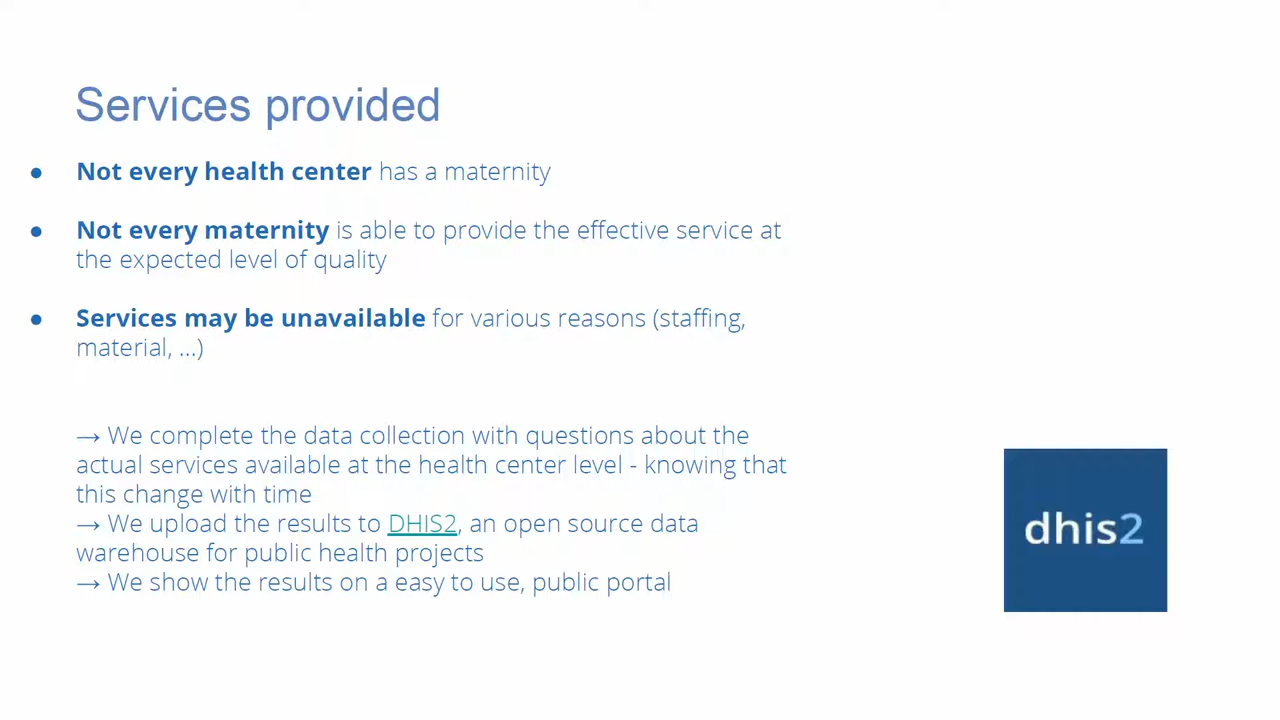 Services provided
● Not every health center has a maternity
● Not every maternity is able to provide the effective service at
the expected level of quality
● Services may be unavailable for various reasons (staffing,
material, ...)
→ We complete the data collection with questions about the
actual services available at the health center level - knowing that
this change with time
→ We upload the results to DHIS2, an open source data
warehouse for public health projects
→ We show the results on a easy to use, public portal
dhis2